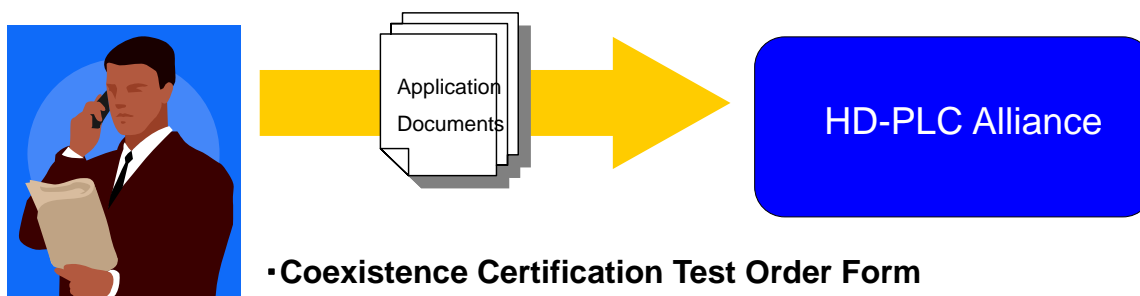 Application
Documents
HD-PLC Alliance
・Coexistence Certification Test Order Form